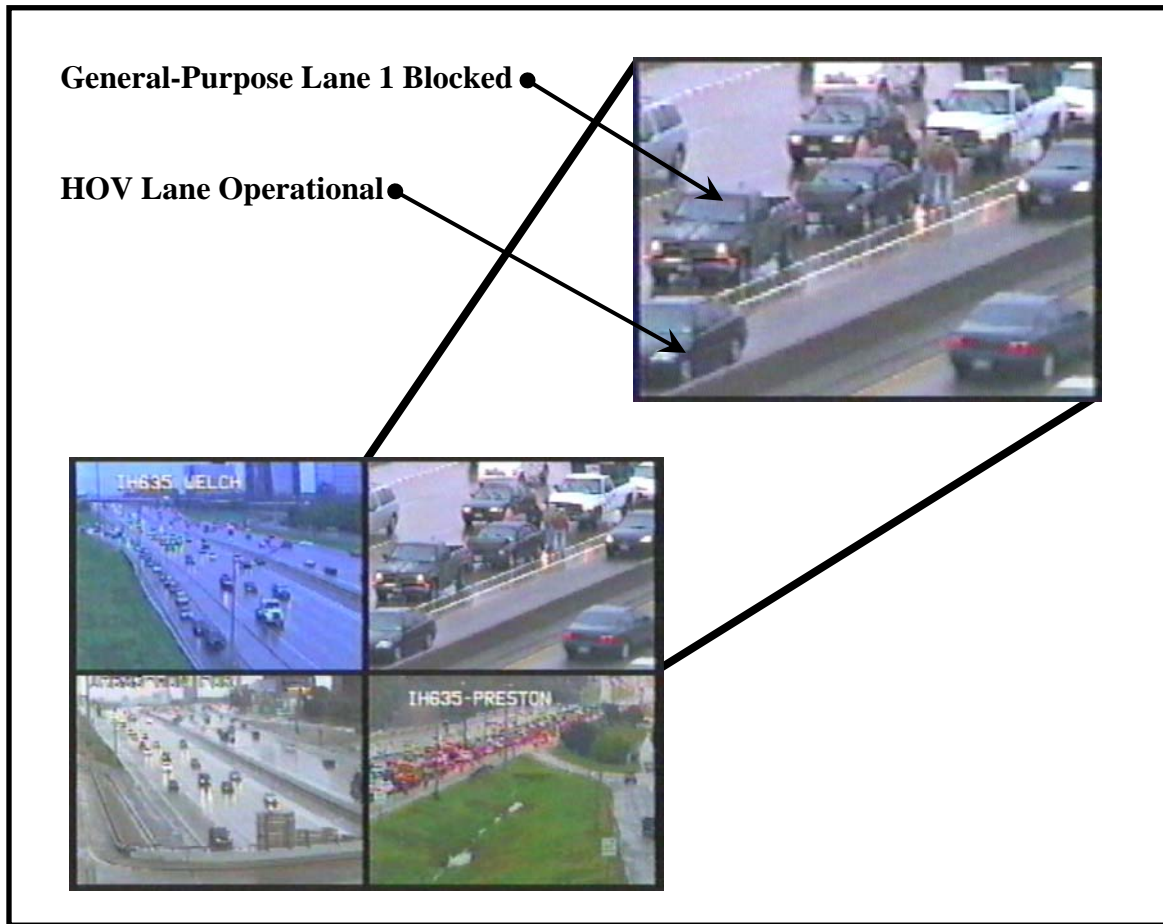 General-Purpose Lane 1 Blocked
HOV Lane Operational
IH635 WELCH
IH635-PRESTON